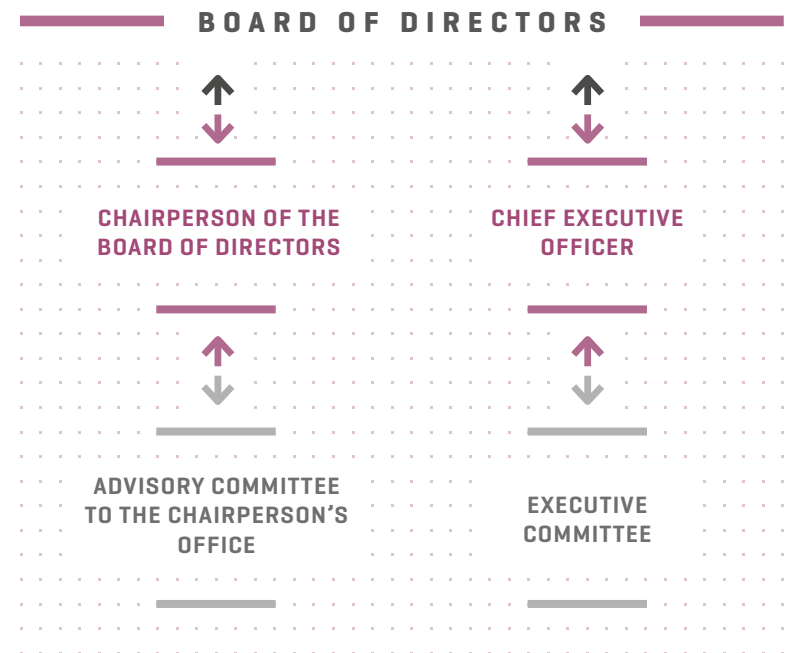 BOARD OF DIRECTORS
CHAIRPERSON OF THE
BOARD OF DIRECTORS
CHIEF EXECUTIVE
OFFICER
ADVISORY COMMITTEE
TO THE CHAIRPERSON’S
OFFICE
EXECUTIVE
COMMITTEE